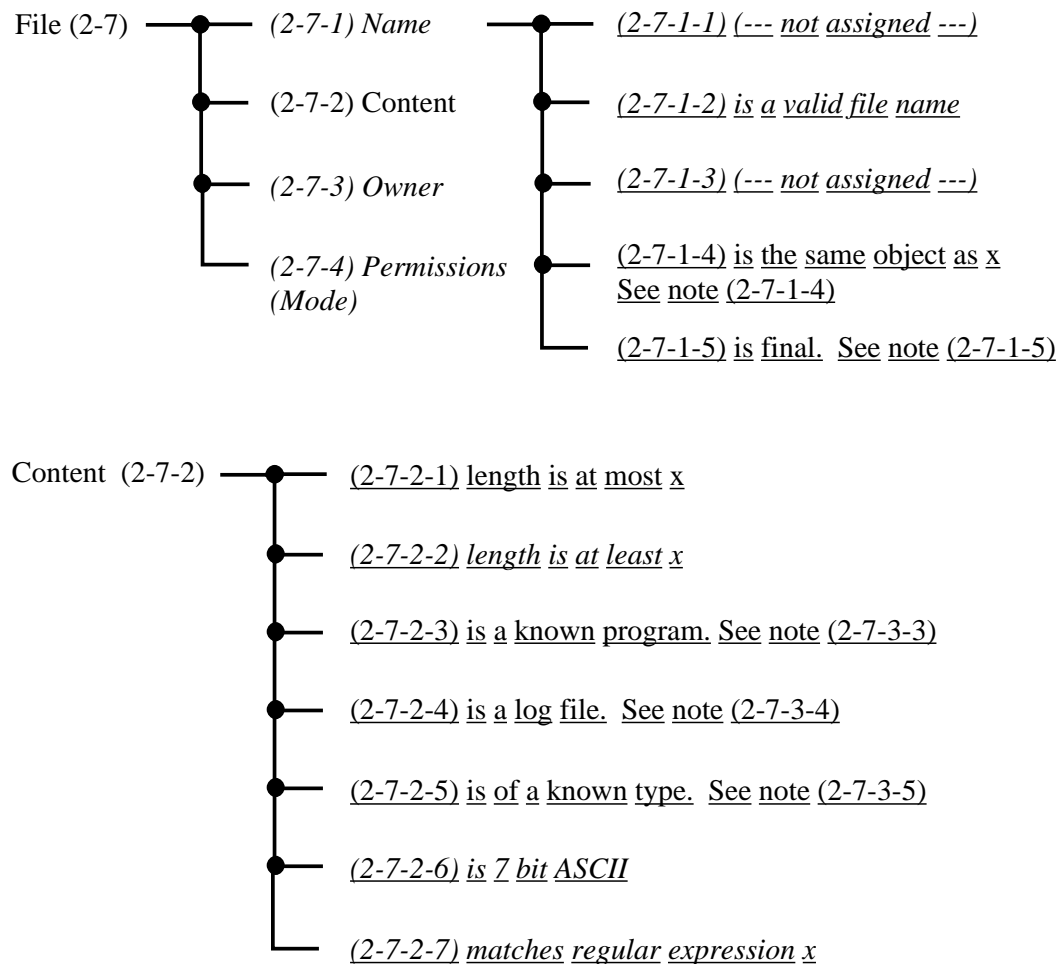 File (2-7)
(2-7-1) Name
(2-7-1-1) (--- not assigned ---)
(2-7-2) Content
(2-7-1-2) is a valid file name
(2-7-3) Owner
(2-7-1-3) (--- not assigned ---)
(2-7-4) Permissions
(Mode)
(2-7-1-4) is the same object as x
See note (2-7-1-4)
(2-7-1-5) is final. See note (2-7-1-5)
Content (2-7-2)
(2-7-2-1) length is at most x
(2-7-2-2) length is at least x
(2-7-2-3) is a known program. See note (2-7-3-3)
(2-7-2-4) is a log file. See note (2-7-3-4)
(2-7-2-5) is of a known type. See note (2-7-3-5)
(2-7-2-6) is 7 bit ASCII
(2-7-2-7) matches regular expression x